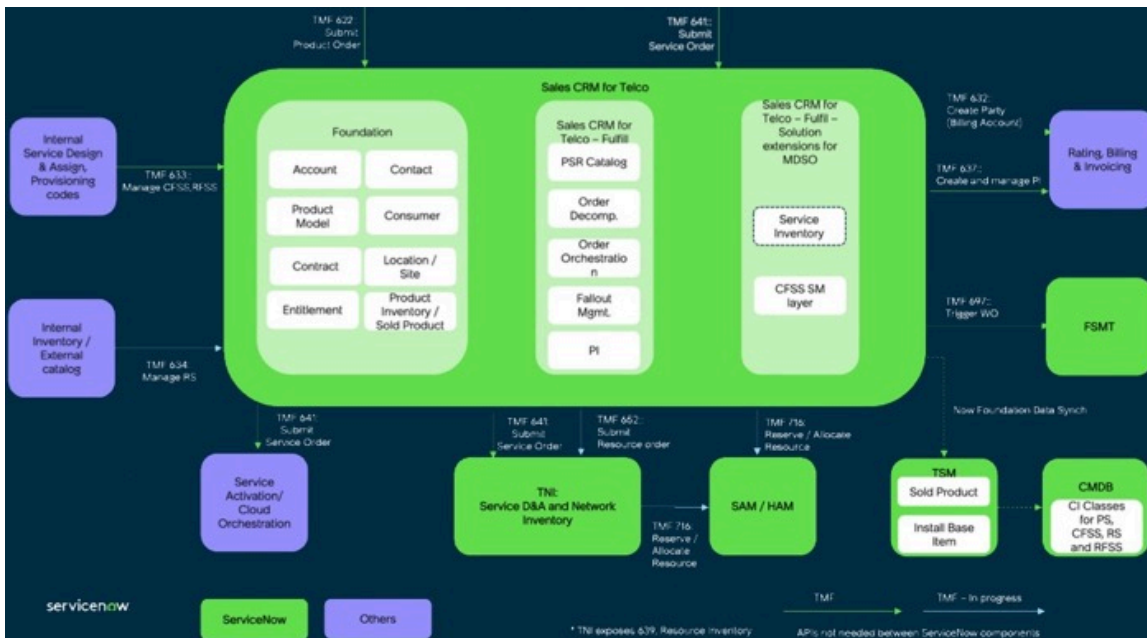 TMF 622::
Submit
Product Order
TMF 641::
Submit
Service Order
Sales CRM for Telco
Internal
Service Design
& Assign,
Provisioning
codes
TMF 633::
Manage CFSS,RFSS
Foundation
Account
Contact
Product
Model
Consumer
Contract
Location /
Site
Entitlement
Product
Inventory /
Sold Product
Sales CRM for
Telco – Fulfill
PSR Catalog
Order
Decomp.
Order
Orchestratio
n
Fallout
Mgmt.
PI
Sales CRM for
Telco – Fulfil –
Solution
extensions for
MDSO
Service
Inventory
CFSS SM
layer
TMF 632:
Create Party
(Billing Account)
TMF 637:
Create and manage PI
Rating, Billing
& Invoicing
Internal
Inventory /
External
catalog
TMF 634:
Manage RS
TMF 697::
Trigger WO
FSMT
Now Foundation Data Synch
TMF 641:
Submit
Service Order
TMF 641:
Submit
Service Order
TMF 652::
Submit
Resource order
TMF 716:
Reserve / Allocate
Resource
Service
Activation/
Cloud
Orchestration
TNI:
Service D&A and Network
Inventory
TMF 716:
Reserve /
Allocate
Resource
SAM / HAM
TSM
Sold Product
Install Base
Item
CMDB
CI Classes
for PS,
CFSS, RS
and RFSS
servicenow
ServiceNow
Others
* TNI exposes 639, Resource Inventory
TMF
TMF – In progress
APIs not needed between ServiceNow components